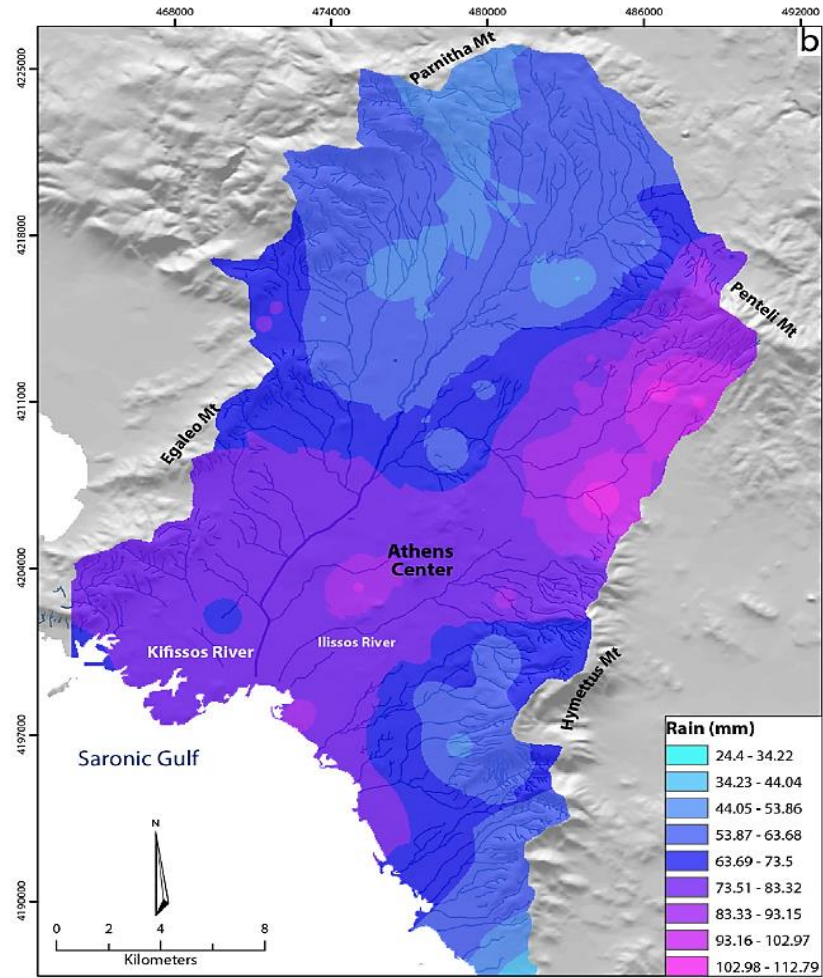 468000 474000 480000 486000 492000
b
4225000
4218000
4211000
4204000
4197000
4190000
Parnitha Mt
Penteli Mt
Egaleo Mt
Athens
Center
Kifissos River
Ilissos River
Hymettus Mt
Saronic Gulf
N
0 4 8
Kilometers
Rain (mm)
24.4 - 34.22
34.23 - 44.04
44.05 - 53.86
53.87 - 63.68
63.69 - 73.5
73.51 - 83.32
83.33 - 93.15
93.16 - 102.97
102.98 - 112.79